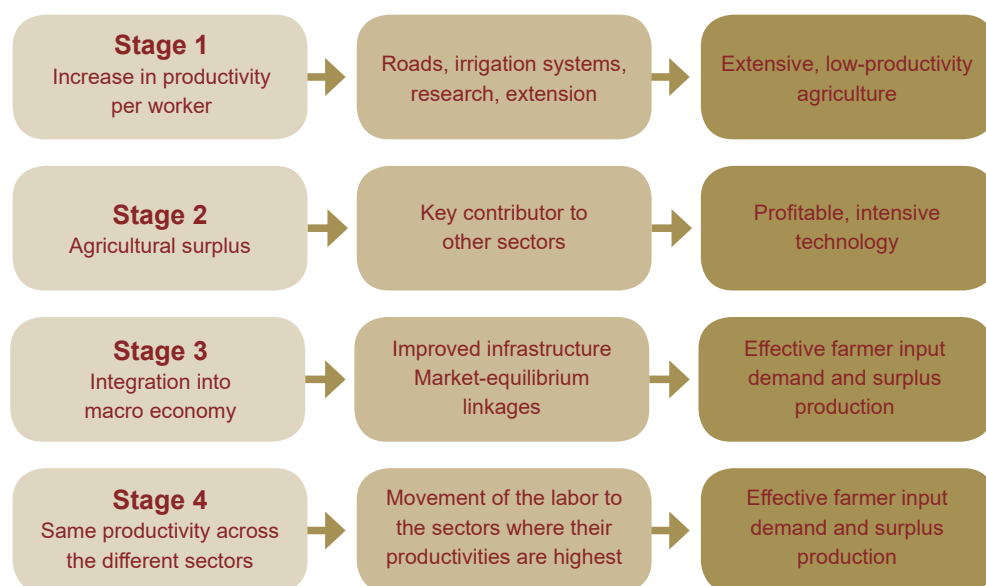 Stage 1
Increase in productivity
per worker
Roads, irrigation systems,
research, extension
Extensive, low-productivity
agriculture
Stage 2
Agricultural surplus
Key contributor to
other sectors
Profitable, intensive
technology
Stage 3
Integration into
macro economy
Improved infrastructure
Market-equilibrium
linkages
Effective farmer input
demand and surplus
production
Stage 4
Same productivity across
the different sectors
Movement of the labor to
the sectors where their
productivities are highest
Effective farmer input
demand and surplus
production